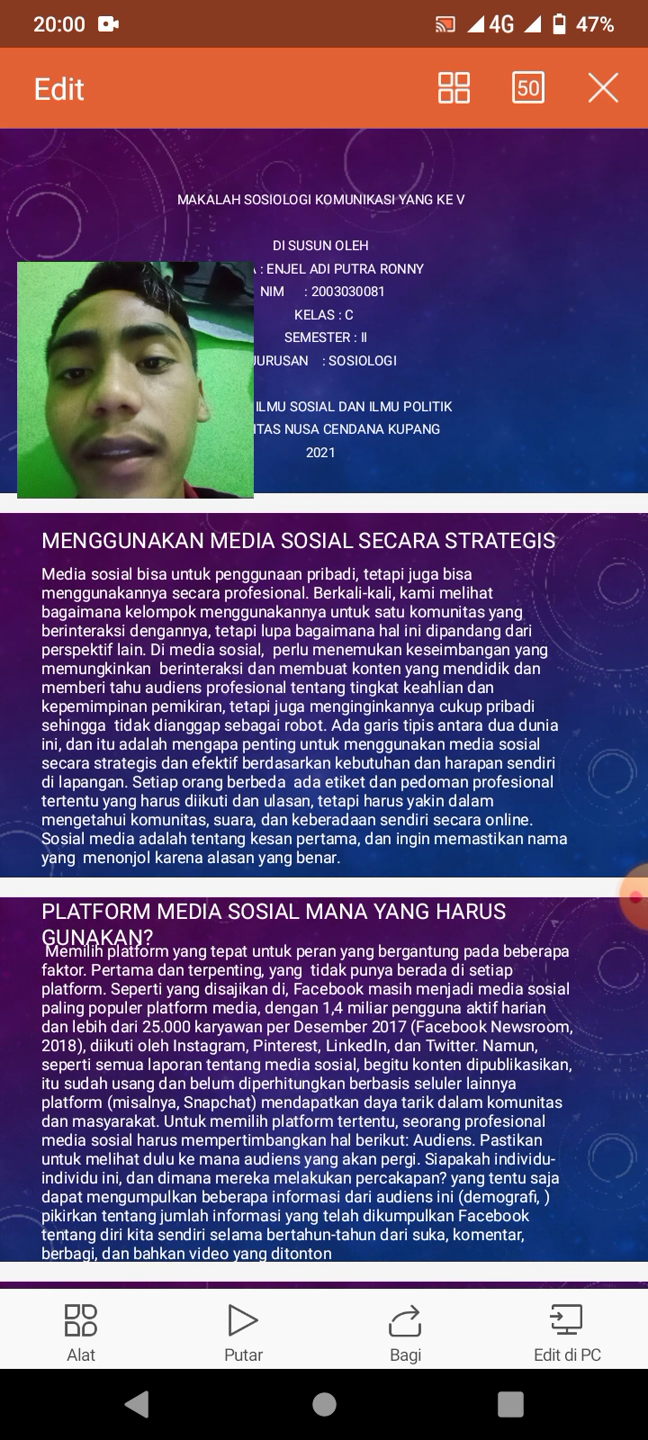 20:00
4G
47%
Edit
50
MAKALAH SOSIOLOGI KOMUNIKASI YANG KE V
DI SUSUN OLEH
: ENJEL ADI PUTRA RONNY
NIM : 2003030081
KELAS : C
SEMESTER : II
JURUSAN : SOSIOLOGI
ILMU SOSIAL DAN ILMU POLITIK
NUSA CENDANA KUPANG
2021
MENGGUNAKAN MEDIA SOSIAL SECARA STRATEGIS
Media sosial bisa untuk penggunaan pribadi, tetapi juga bisa
menggunakannya secara profesional. Berkali-kali, kami melihat
bagaimana kelompok menggunakannya untuk satu komunitas yang
berinteraksi dengannya, tetapi lupa bagaimana hal ini dipandang dari
perspektif lain. Di media sosial, perlu menemukan keseimbangan yang
memungkinkan berinteraksi dan membuat konten yang mendidik dan
memberi tahu audiens profesional tentang tingkat keahlian dan
kepemimpinan pemikiran, tetapi juga menginginkannya cukup pribadi
sehingga tidak dianggap sebagai robot. Ada garis tipis antara dua dunia
ini, dan itu adalah mengapa penting untuk menggunakan media sosial
secara strategis dan efektif berdasarkan kebutuhan dan harapan sendiri
di lapangan. Setiap orang berbeda ada etiket dan pedoman profesional
tertentu yang harus diikuti dan ulasan, tetapi harus yakin dalam
mengetahui komunitas, suara, dan keberadaan sendiri secara online.
Sosial media adalah tentang kesan pertama, dan ingin memastikan nama
yang menonjol karena alasan yang benar.
PLATFORM MEDIA SOSIAL MANA YANG HARUS
GUNAKAN?
Memilih platform yang tepat untuk peran yang bergantung pada beberapa
faktor. Pertama dan terpenting, yang tidak punya berada di setiap
platform. Seperti yang disajikan di, Facebook masih menjadi media sosial
paling populer platform media, dengan 1,4 miliar pengguna aktif harian
dan lebih dari 25.000 karyawan per Desember 2017 (Facebook Newsroom,
2018), diikuti oleh Instagram, Pinterest, LinkedIn, dan Twitter. Namun,
seperti semua laporan tentang media sosial, begitu konten dipublikasikan,
itu sudah usang dan belum diperhitungkan berbasis seluler lainnya
platform (misalnya, Snapchat) mendapatkan daya tarik dalam komunitas
dan masyarakat. Untuk memilih platform tertentu, seorang profesional
media sosial harus mempertimbangkan hal berikut: Audiens. Pastikan
untuk melihat dulu ke mana audiens yang akan pergi. Siapakah individu-
individu ini, dan dimana mereka melakukan percakapan? yang tentu saja
dapat mengumpulkan beberapa informasi dari audiens ini (demografi, )
pikirkan tentang jumlah informasi yang telah dikumpulkan Facebook
tentang diri kita sendiri selama bertahun-tahun dari suka, komentar,
berbagi, dan bahkan video yang ditonton
Alat
Putar
Bagi
Edit di PC